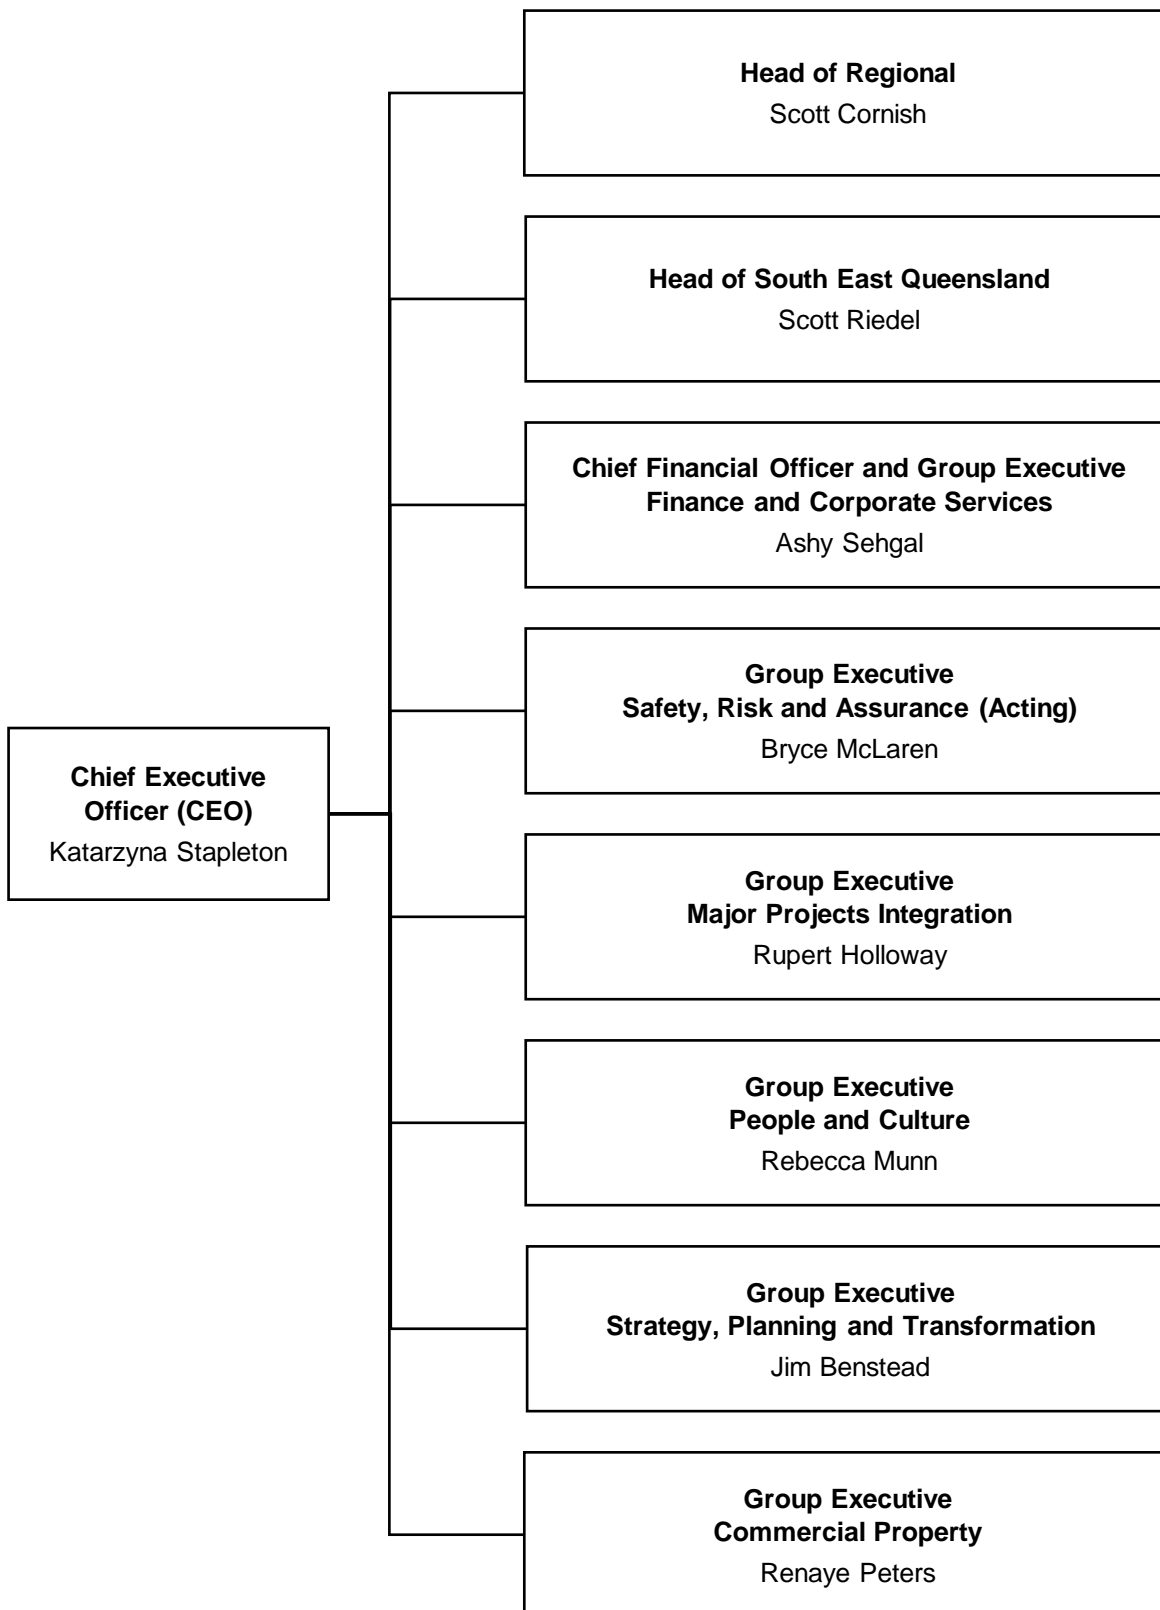 Head of Regional
Scott Cornish
Head of South East Queensland
Scott Riedel
Chief Financial Officer and Group Executive
Finance and Corporate Services
Ashy Sehgal
Group Executive
Safety, Risk and Assurance (Acting)
Bryce McLaren
Chief Executive
Officer (CEO)
Katarzyna Stapleton
Group Executive
Major Projects Integration
Rupert Holloway
Group Executive
People and Culture
Rebecca Munn
Group Executive
Strategy, Planning and Transformation
Jim Benstead
Group Executive
Commercial Property
Renaye Peters